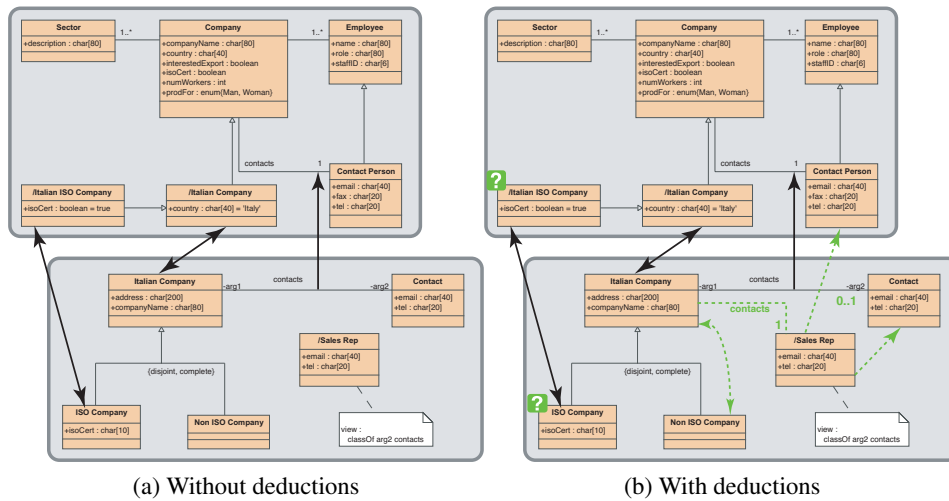 Sector
+description : char[80]
1..*
Company
+companyName : char[80]
+country : char[40]
+interestedExport : boolean
+isoCert : boolean
+numWorkers : int
+prodFor : enum{Man, Woman}
1..*
Employee
+name : char[80]
+role : char[80]
+staffID : char[6]
contacts
1
Contact Person
+email : char[40]
+fax : char[20]
+tel : char[20]
/Italian ISO Company
+isoCert : boolean = true
/Italian Company
+country : char[40] = 'Italy'
Italian Company
+address : char[200]
+companyName : char[80]
-arg1
contacts
-arg2
Contact
+email : char[40]
+tel : char[20]
/Sales Rep
+email : char[40]
+tel : char[20]
{disjoint, complete}
ISO Company
+isoCert : char[10]
Non ISO Company
view :
classOf arg2 contacts
(a) Without deductions
Sector
+description : char[80]
1..*
Company
+companyName : char[80]
+country : char[40]
+interestedExport : boolean
+isoCert : boolean
+numWorkers : int
+prodFor : enum{Man, Woman}
1..*
Employee
+name : char[80]
+role : char[80]
+staffID : char[6]
contacts
1
Contact Person
+email : char[40]
+fax : char[20]
+tel : char[20]
?
/Italian ISO Company
+isoCert : boolean = true
/Italian Company
+country : char[40] = 'Italy'
Italian Company
+address : char[200]
+companyName : char[80]
-arg1
contacts
-arg2
Contact
+email : char[40]
+tel : char[20]
0..1
contacts
1
/Sales Rep
+email : char[40]
+tel : char[20]
{disjoint, complete}
?
ISO Company
+isoCert : char[10]
Non ISO Company
view :
classOf arg2 contacts
(b) With deductions